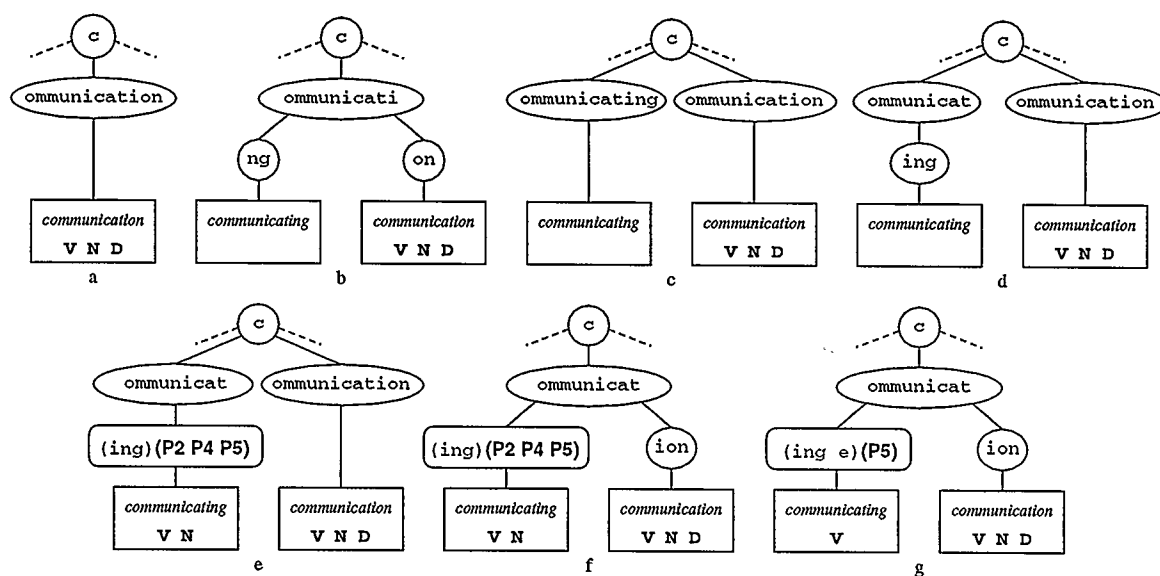 c c c c
ommunication ommunicati ommunicating ommunication ommunicat ommunication
ng on ing
communication communicating communication communicating communication communicating communication
V N D V N D V N D V N D
a b c d
c c c
ommunicat ommunication ommunicat ommunicat
(ing)(P2 P4 P5) (ing)(P2 P4 P5) ion (ing e)(P5) ion
communicating communication communicating communication communicating communication
V N V N D V N V N D V V N D
e f g